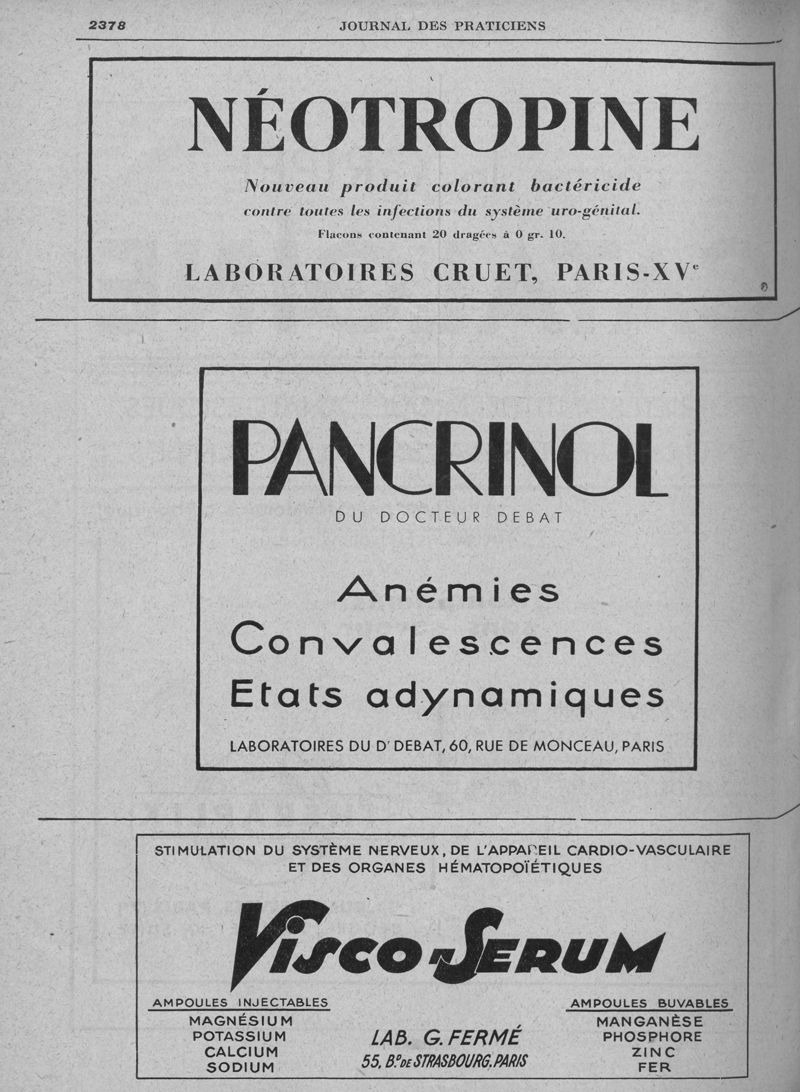 2378
JOURNAL DES PRATICIENS
NÉOTROPINE
Nouveau produit colorant bactéricide
contre toutes les infections du système uro-génital.
Flacons contenant 20 dragées à 0 gr. 10.
LABORATOIRES CRUET, PARIS-XVe
PANCRINOL
DU DOCTEUR DEBAT
Anémies
Convalescences
Etats adynamiques
LABORATOIRES DU Dr DEBAT, 60, RUE DE MONCEAU, PARIS
STIMULATION DU SYSTÈME NERVEUX, DE L'APPAREIL CARDIO-VASCULAIRE
ET DES ORGANES HÉMATOPOÏÉTIQUES
VISCO-SERUM
AMPOULES INJECTABLES
MAGNÉSIUM
POTASSIUM
CALCIUM
SODIUM
LAB. G. FERMÉ
55, B.D DE STRASBOURG. PARIS
AMPOULES BUVABLES
MANGANÈSE
PHOSPHORE
ZINC
FER